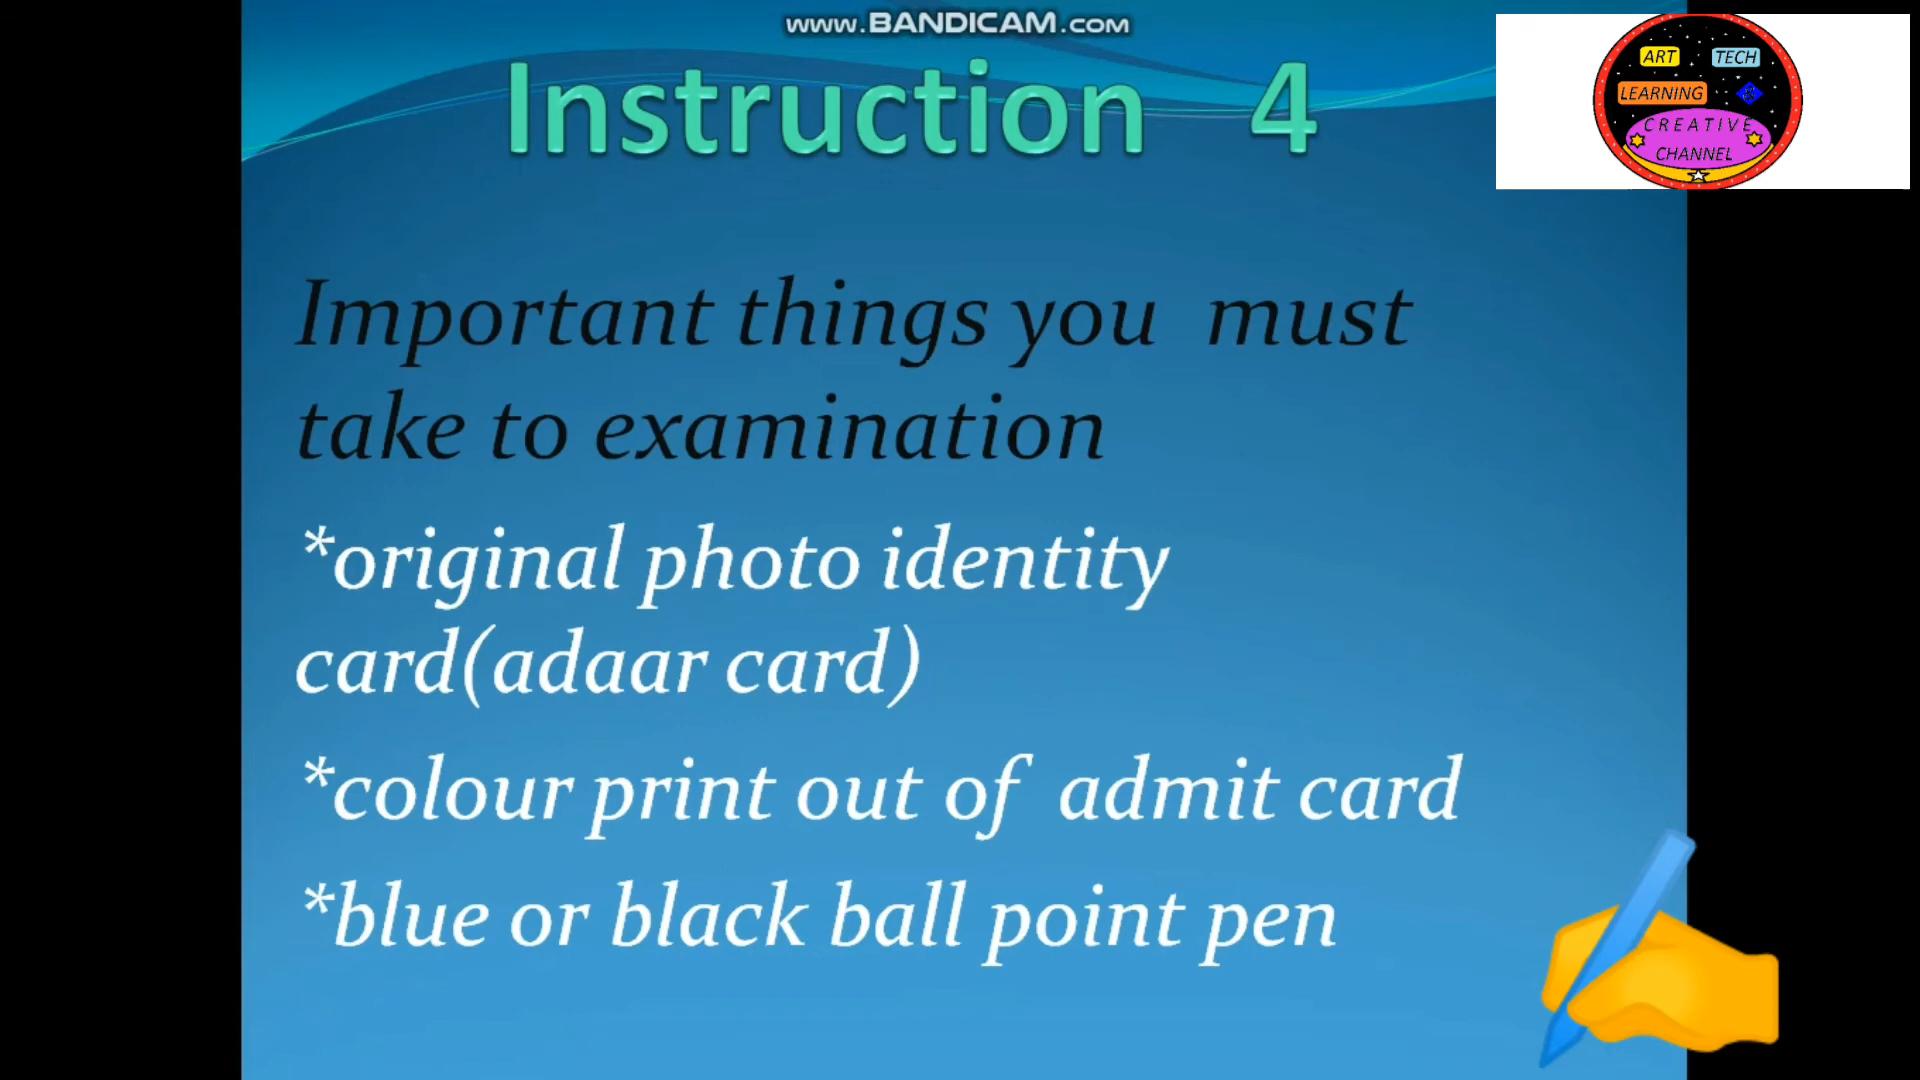 www.BANDICAM.com
Instruction 4
ART TECH
LEARNING &
CREATIVE
CHANNEL
Important things you must
take to examination
*original photo identity
card(adaar card)
*colour print out of admit card
*blue or black ball point pen